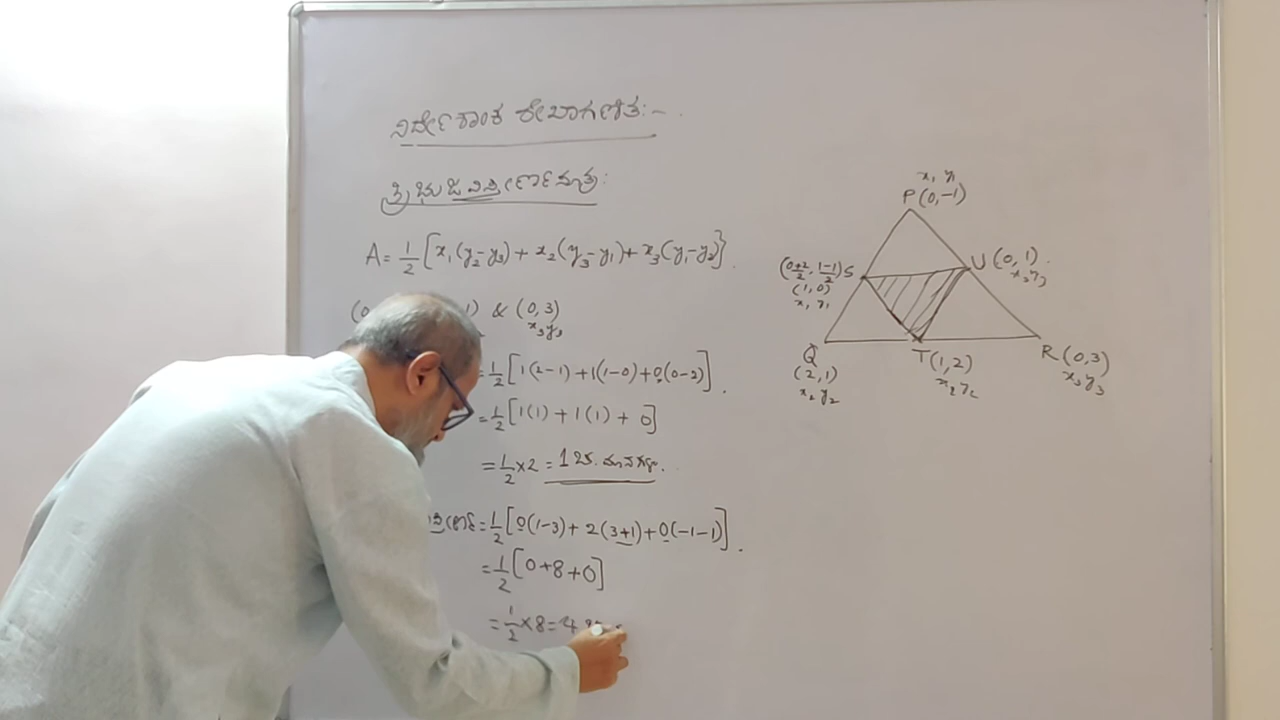 ನಿರ್ದೇಶಾಂಕ ರೇಖಾಗಣಿತ:-
ತ್ರಿಭುಜ ವಿಸ್ತೀರ್ಣ ಸೂತ್ರ:
A = 1/2 [x₁(y₂-y₃) + x₂(y₃-y₁) + x₃(y₁-y₂)]
(0 1) & (0, 3)
x₃ y₃
= 1/2 [1(2-1) + 1(1-0) + 0(0-2)].
= 1/2 [1(1) + 1(1) + 0]
= 1/2 × 2 = 1
= 1/2 [0(1-3) + 2(3+1) + 0(-1-1)].
= 1/2 [0+8+0]
= 1/2 × 8 = 4
x₁ y₁
P(0,-1)
(0+2/2, 1-1/2) S
(1, 0)
x₁ y₁
U(0, 1)
x₃ y₃
Q
(2, 1)
x₂ y₂
T(1, 2)
x₂ y₂
R(0, 3)
x₃ y₃